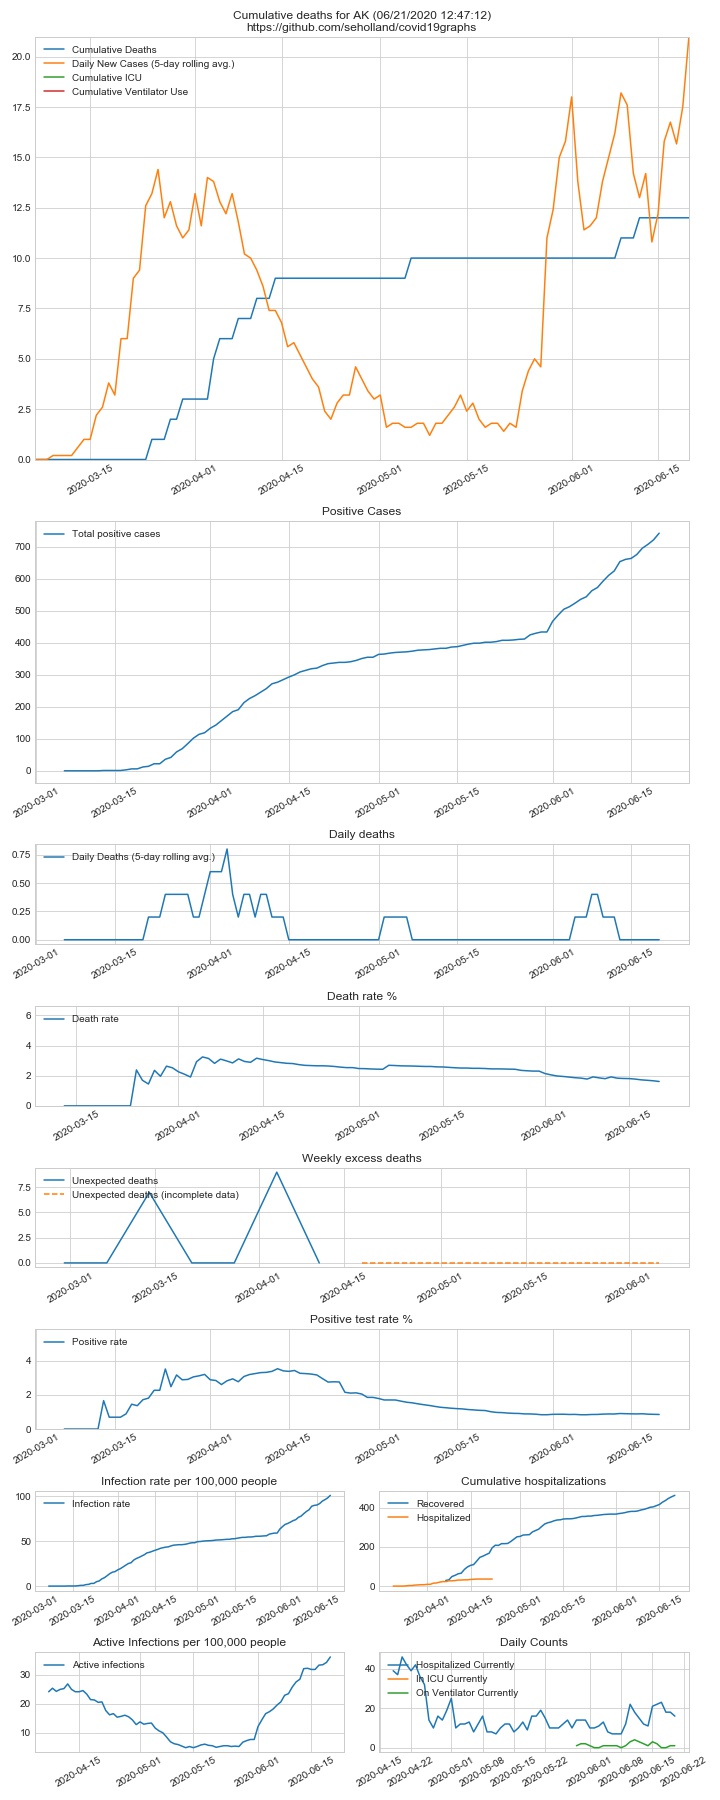 Cumulative deaths for AK (06/21/2020 12:47:12)
https://github.com/seholland/covid19graphs
Cumulative Deaths
Daily New Cases (5-day rolling avg.)
Cumulative ICU
Cumulative Ventilator Use
20.0
17.5
15.0
12.5
10.0
7.5
5.0
2.5
0.0
2020-03-15 2020-04-01 2020-04-15 2020-05-01 2020-05-15 2020-06-01 2020-06-15
Positive Cases
Total positive cases
700
600
500
400
300
200
100
0
2020-03-01 2020-03-15 2020-04-01 2020-04-15 2020-05-01 2020-05-15 2020-06-01 2020-06-15
Daily deaths
Daily Deaths (5-day rolling avg.)
0.75
0.50
0.25
0.00
2020-03-01 2020-03-15 2020-04-01 2020-04-15 2020-05-01 2020-05-15 2020-06-01 2020-06-15
Death rate %
Death rate
6
4
2
0
2020-03-15 2020-04-01 2020-04-15 2020-05-01 2020-05-15 2020-06-01 2020-06-15
Weekly excess deaths
Unexpected deaths
Unexpected deaths (incomplete data)
7.5
5.0
2.5
0.0
2020-03-01 2020-03-15 2020-04-01 2020-04-15 2020-05-01 2020-05-15 2020-06-01
Positive test rate %
Positive rate
4
2
0
2020-03-01 2020-03-15 2020-04-01 2020-04-15 2020-05-01 2020-05-15 2020-06-01 2020-06-15
Infection rate per 100,000 people
Infection rate
100
50
0
2020-03-01 2020-03-15 2020-04-01 2020-04-15 2020-05-01 2020-05-15 2020-06-01 2020-06-15
Cumulative hospitalizations
Recovered
Hospitalized
400
200
0
2020-04-01 2020-04-15 2020-05-01 2020-05-15 2020-06-01 2020-06-15
Active Infections per 100,000 people
Active infections
30
20
10
2020-04-15 2020-05-01 2020-05-15 2020-06-01 2020-06-15
Daily Counts
Hospitalized Currently
In ICU Currently
On Ventilator Currently
40
20
0
2020-04-15 2020-04-22 2020-05-01 2020-05-08 2020-05-15 2020-05-22 2020-06-01 2020-06-08 2020-06-15 2020-06-22